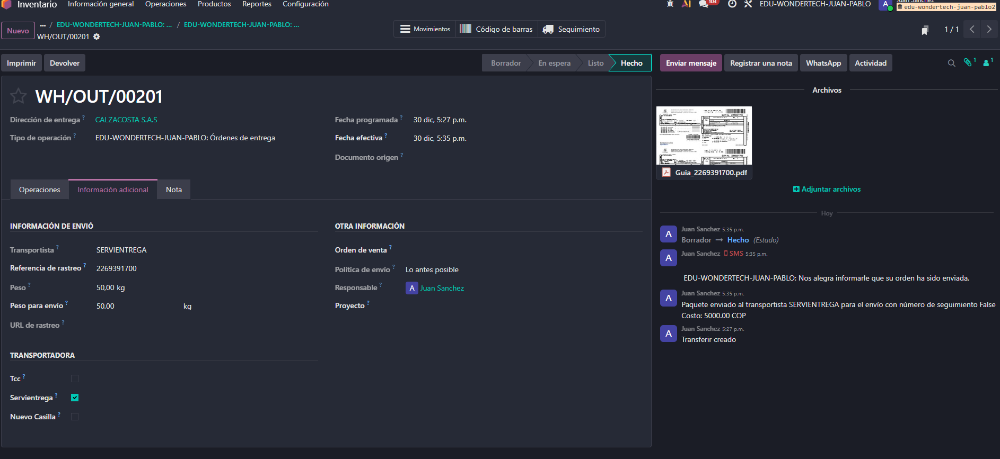 Inventario
Información general
Operaciones
Productos
Reportes
Configuración
103
EDU-WONDERTECH-JUAN-PABLO
A
Juan Sanchez
edu-wondertech-juan-pablo2
Nuevo
... / EDU-WONDERTECH-JUAN-PABLO: ... / EDU-WONDERTECH-JUAN-PABLO: ...
WH/OUT/00201
Movimientos
Código de barras
Seguimiento
1 / 1
Imprimir
Devolver
Borrador
En espera
Listo
Hecho
Enviar mensaje
Registrar una nota
WhatsApp
Actividad
1
1
WH/OUT/00201
Dirección de entrega ? CALZACOSTA S.A.S
Tipo de operación ? EDU-WONDERTECH-JUAN-PABLO: Órdenes de entrega
Fecha programada ? 30 dic, 5:27 p.m.
Fecha efectiva ? 30 dic, 5:35 p.m.
Documento origen ?
Operaciones
Información adicional
Nota
INFORMACIÓN DE ENVIÓ
Transportista ? SERVIENTREGA
Referencia de rastreo ? 2269391700
Peso ? 50,00 kg
Peso para envío ? 50,00 kg
URL de rastreo ?
OTRA INFORMACIÓN
Orden de venta ?
Política de envío ? Lo antes posible
Responsable ? A Juan Sanchez
Proyecto ?
TRANSPORTADORA
Tcc ?
Servientrega ?
Nuevo Casilla ?
Archivos
Guia_2269391700.pdf
Adjuntar archivos
Hoy
A
Juan Sanchez 5:35 p.m.
Borrador → Hecho (Estado)
A
Juan Sanchez SMS 5:35 p.m.
EDU-WONDERTECH-JUAN-PABLO: Nos alegra informarle que su orden ha sido enviada.
A
Juan Sanchez 5:35 p.m.
Paquete enviado al transportista SERVIENTREGA para el envío con número de seguimiento False
Costo: 5000.00 COP
A
Juan Sanchez 5:27 p.m.
Transferir creado